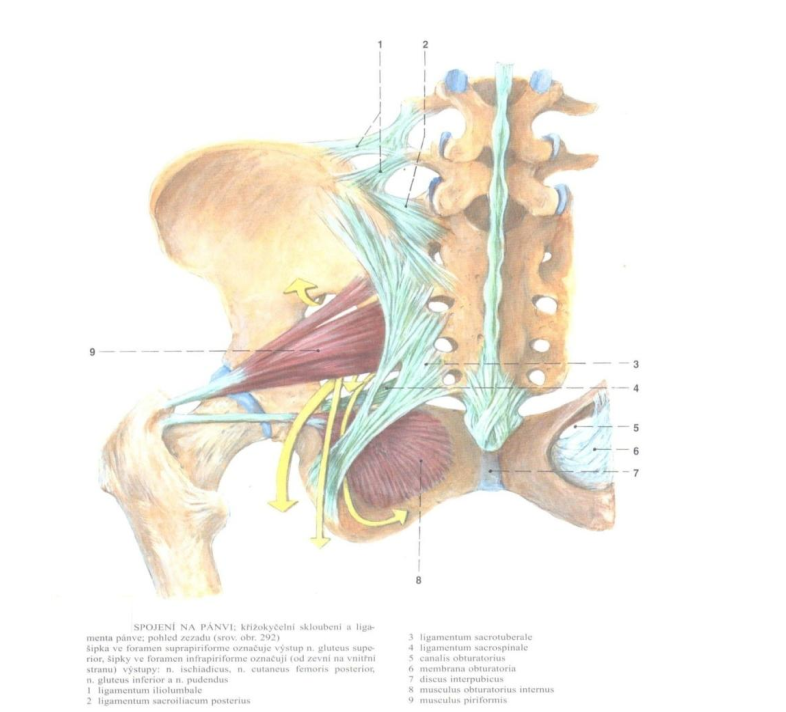 1
2
3
4
5
6
7
8
9
SPOJENÍ NA PÁNVI; křížokyčelní skloubení a liga-
menta pánve; pohled zezadu (srov. obr. 292)
šipka ve foramen suprapiriforme označuje výstup n. gluteus supe-
rior, šipky ve foramen infrapiriforme označují (od zevní na vnitřní
stranu) výstupy: n. ischiadicus, n. cutaneus femoris posterior,
n. gluteus inferior a n. pudendus
1 ligamentum iliolumbale
2 ligamentum sacroiliacum posterius
3 ligamentum sacrotuberale
4 ligamentum sacrospinale
5 canalis obturatorius
6 membrana obturatoria
7 discus interpubicus
8 musculus obturatorius internus
9 musculus piriformis